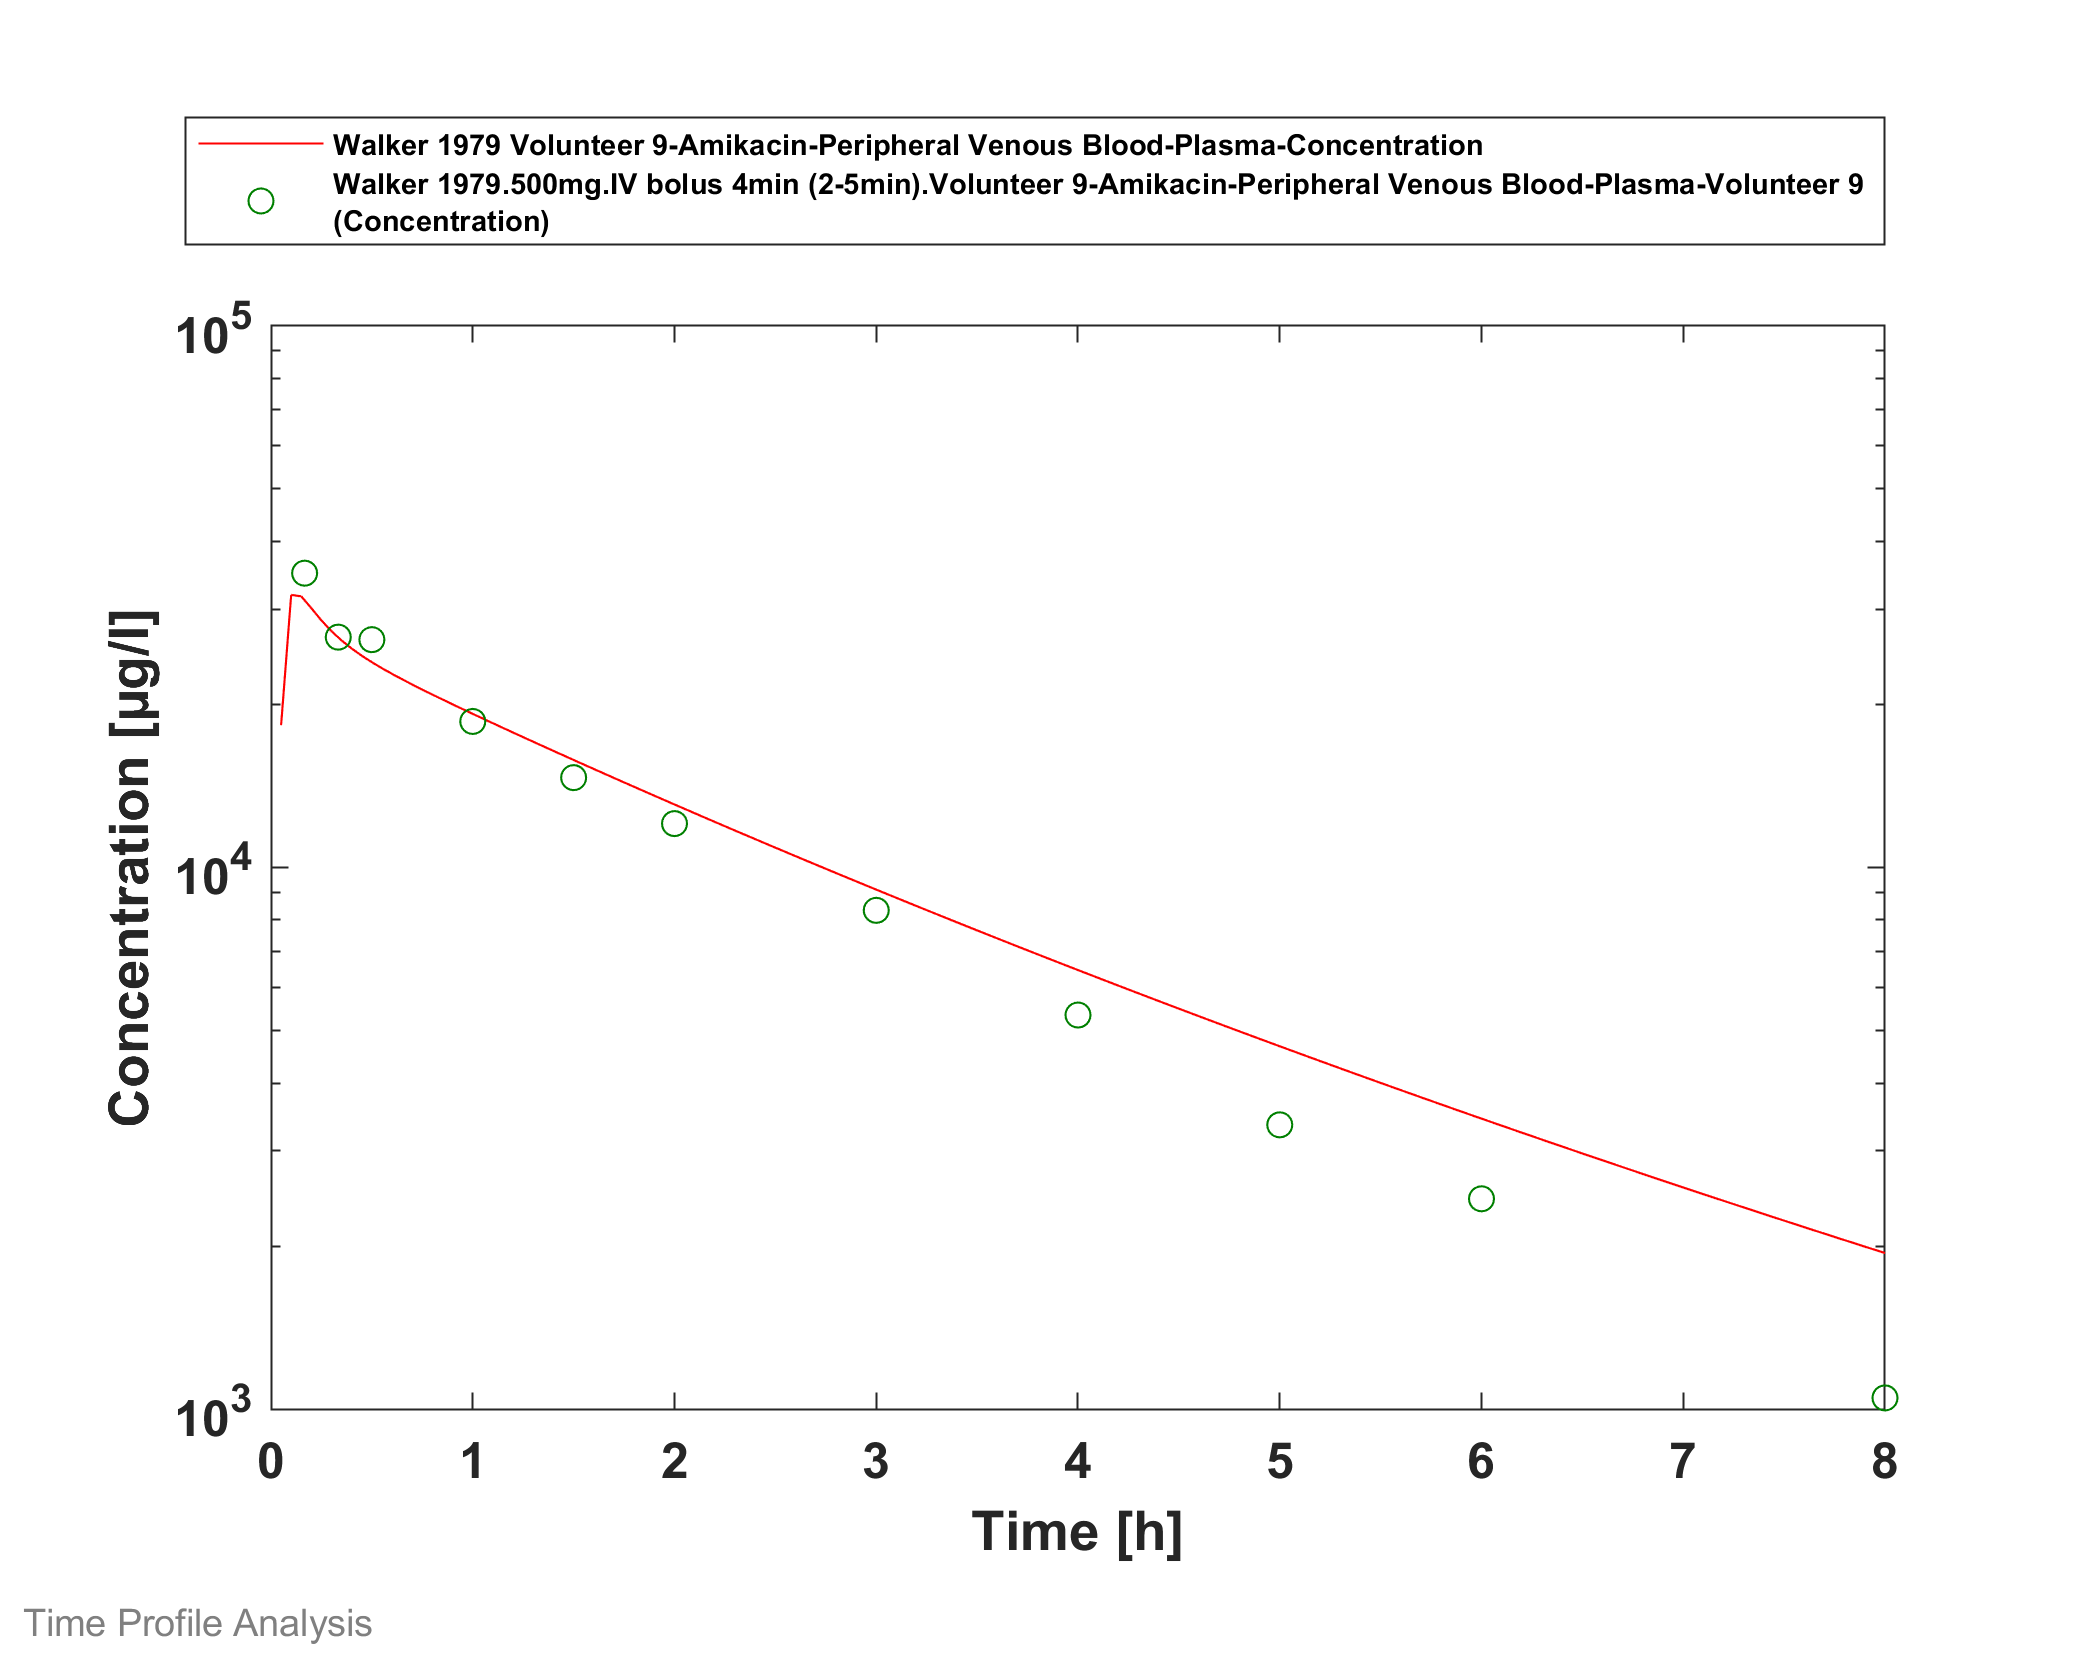 Walker 1979 Volunteer 9-Amikacin-Peripheral Venous Blood-Plasma-Concentration
Walker 1979.500mg.IV bolus 4min (2-5min).Volunteer 9-Amikacin-Peripheral Venous Blood-Plasma-Volunteer 9
(Concentration)
10^5
10^4
10^3
Concentration [µg/l]
0 1 2 3 4 5 6 7 8
Time [h]
Time Profile Analysis